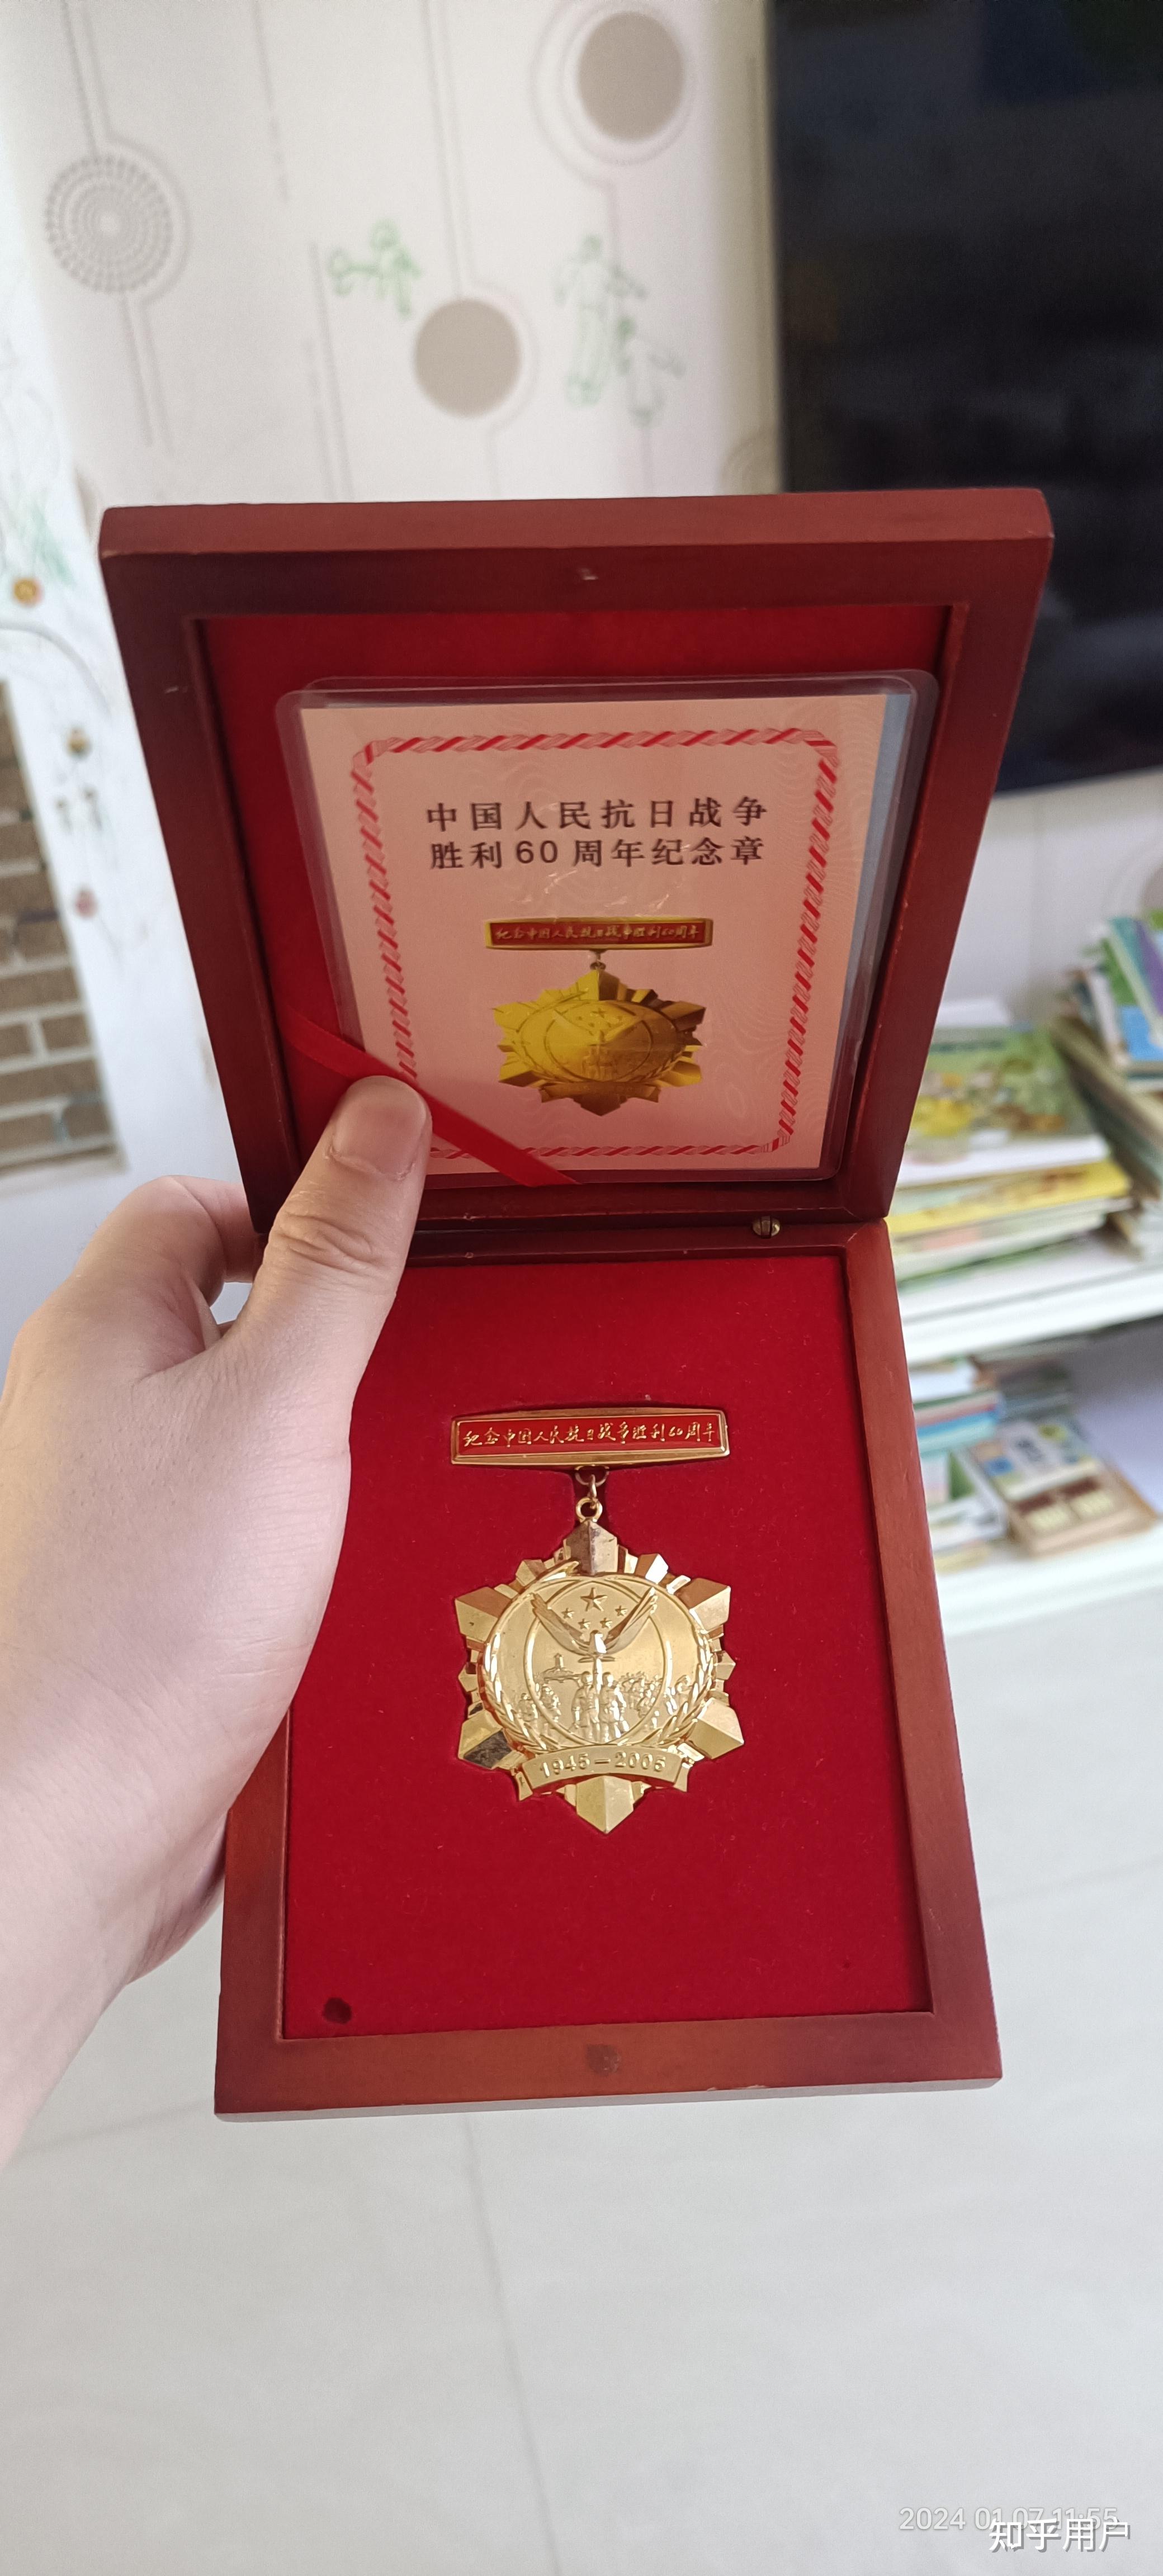 中国人民抗日战争
胜利60周年纪念章
纪念中国人民抗日战争胜利60周年
纪念中国人民抗日战争胜利60周年
1945—2005
2024 01 07 11:55
知乎用户